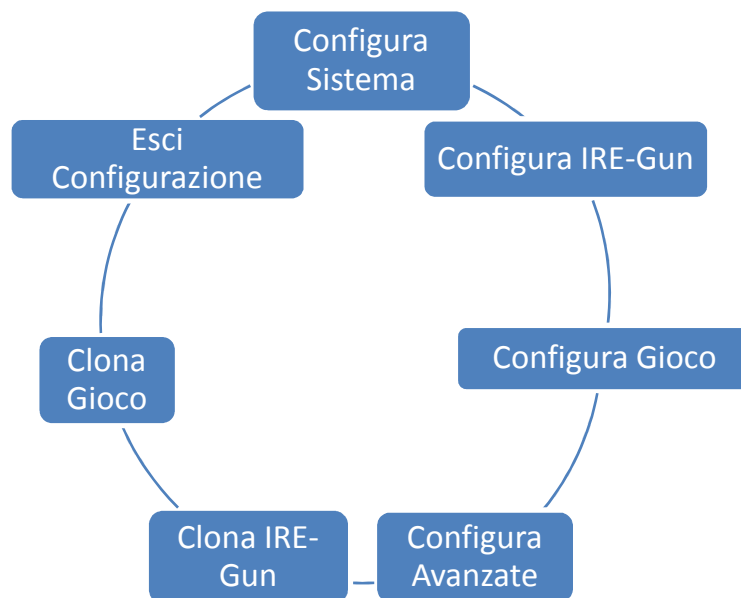 Configura
Sistema
Configura IRE-Gun
Configura Gioco
Configura
Avanzate
Clona IRE-
Gun
Clona
Gioco
Esci
Configurazione